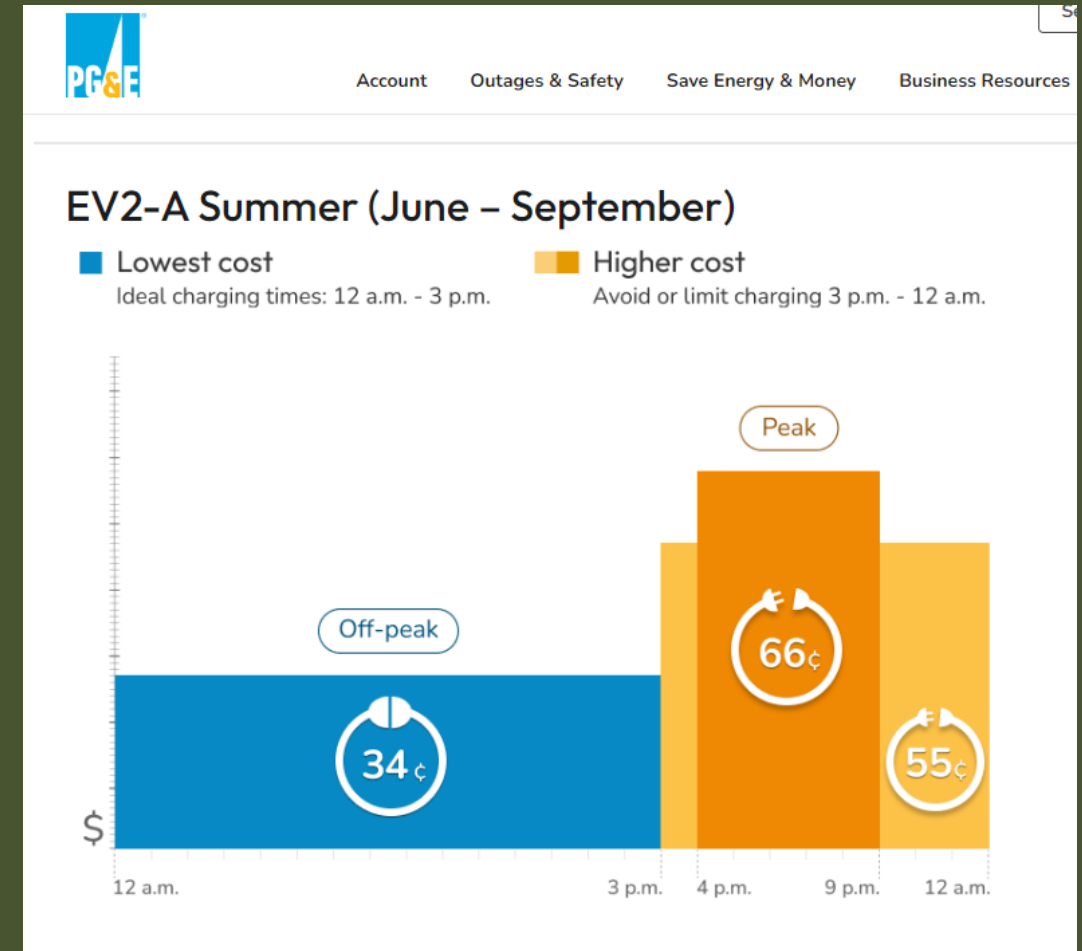 PG&E
Account Outages & Safety Save Energy & Money Business Resources
EV2-A Summer (June – September)
Lowest cost
Ideal charging times: 12 a.m. - 3 p.m.
Higher cost
Avoid or limit charging 3 p.m. - 12 a.m.
Peak
Off-peak
66¢
34¢
55¢
$
12 a.m. 3 p.m. 4 p.m. 9 p.m. 12 a.m.